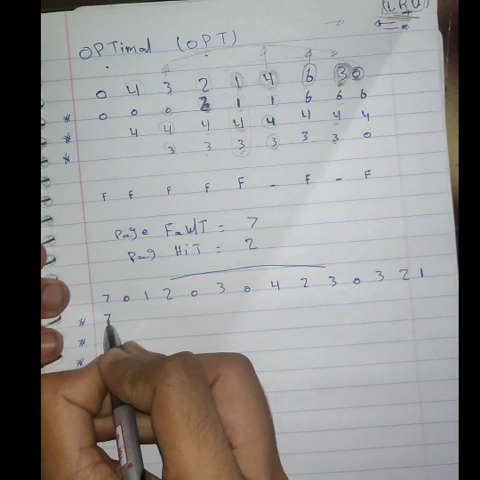 (LRU)
OPTimal (OPT)
0 4 3 2 1 4 6 3 0
* 0 0 0 2 1 1 6 6 6
* 4 4 4 4 4 4 4 4
* 3 3 3 3 3 3 0
F F F F F - F - F
Page FaulT = 7
Pag HiT = 2
7 0 1 2 0 3 0 4 2 3 0 3 2 1
* 7
*
*